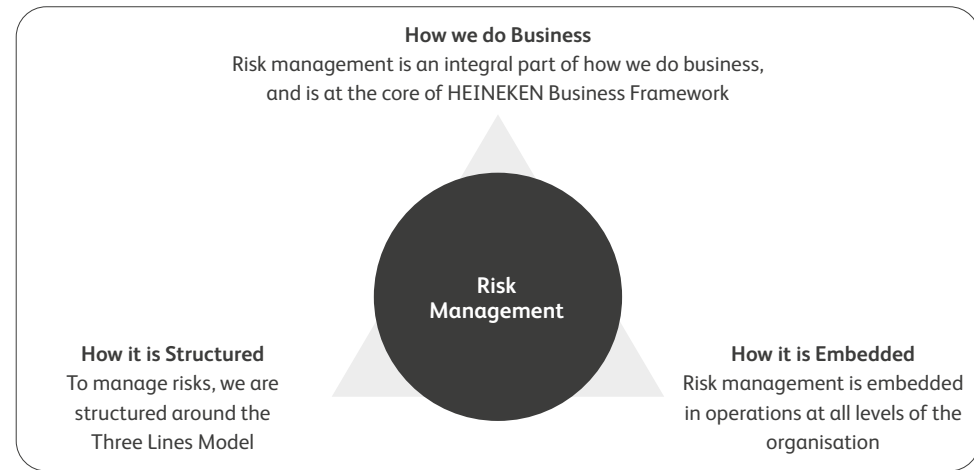 How we do Business
Risk management is an integral part of how we do business,
and is at the core of HEINEKEN Business Framework
Risk
Management
How it is Structured
To manage risks, we are
structured around the
Three Lines Model
How it is Embedded
Risk management is embedded
in operations at all levels of the
organisation